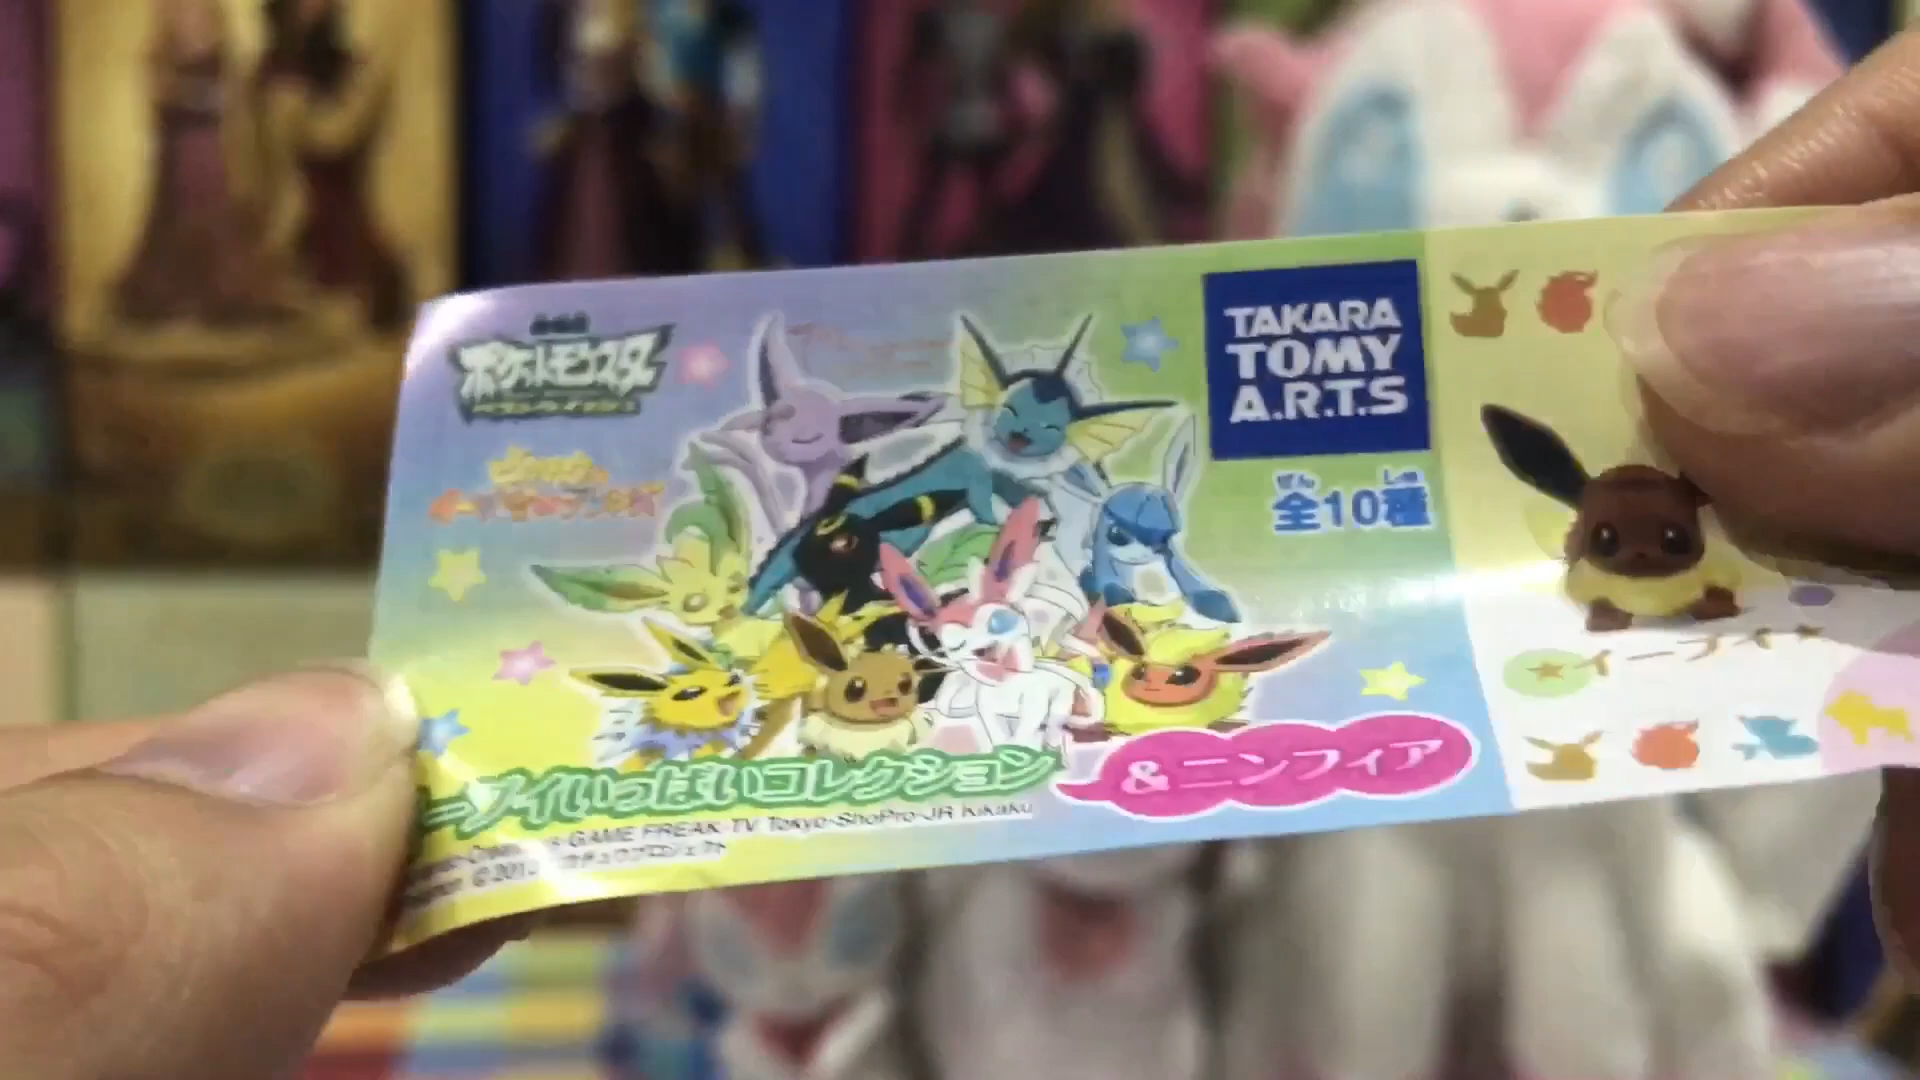 ポケットモンスター
TAKARA
TOMY
A.R.T.S
ぜん しゅ
全10種
イーブイ
ーブイいっぱいコレクション
&ニンフィア
GAME FREAK・TV Tokyo・ShoPro・JR Kikaku